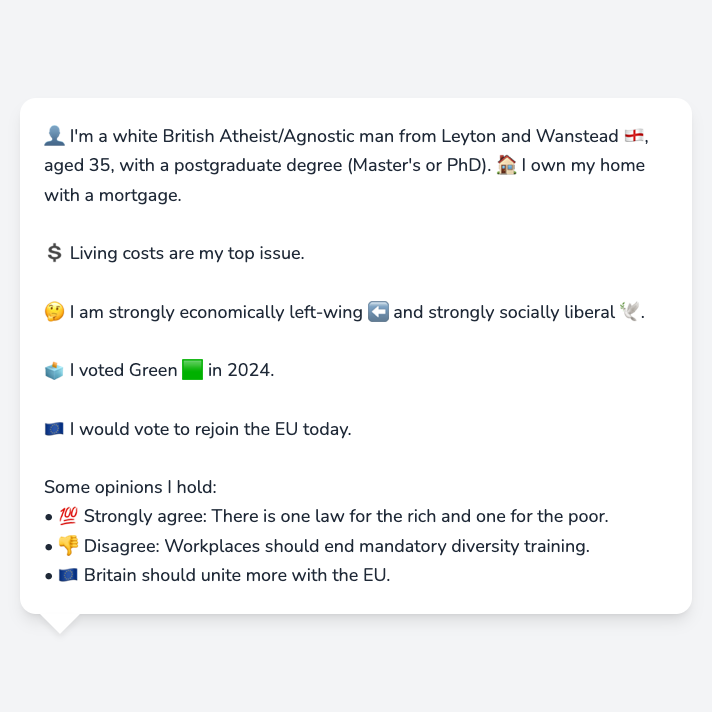 👤 I'm a white British Atheist/Agnostic man from Leyton and Wanstead 🏴󠁧󠁢󠁥󠁮󠁧󠁿,
aged 35, with a postgraduate degree (Master's or PhD). 🏠 I own my home
with a mortgage.
💲 Living costs are my top issue.
🤔 I am strongly economically left-wing ⬅️ and strongly socially liberal 🕊️.
🗳️ I voted Green 🟩 in 2024.
🇪🇺 I would vote to rejoin the EU today.
Some opinions I hold:
• 💯 Strongly agree: There is one law for the rich and one for the poor.
• 👎 Disagree: Workplaces should end mandatory diversity training.
• 🇪🇺 Britain should unite more with the EU.